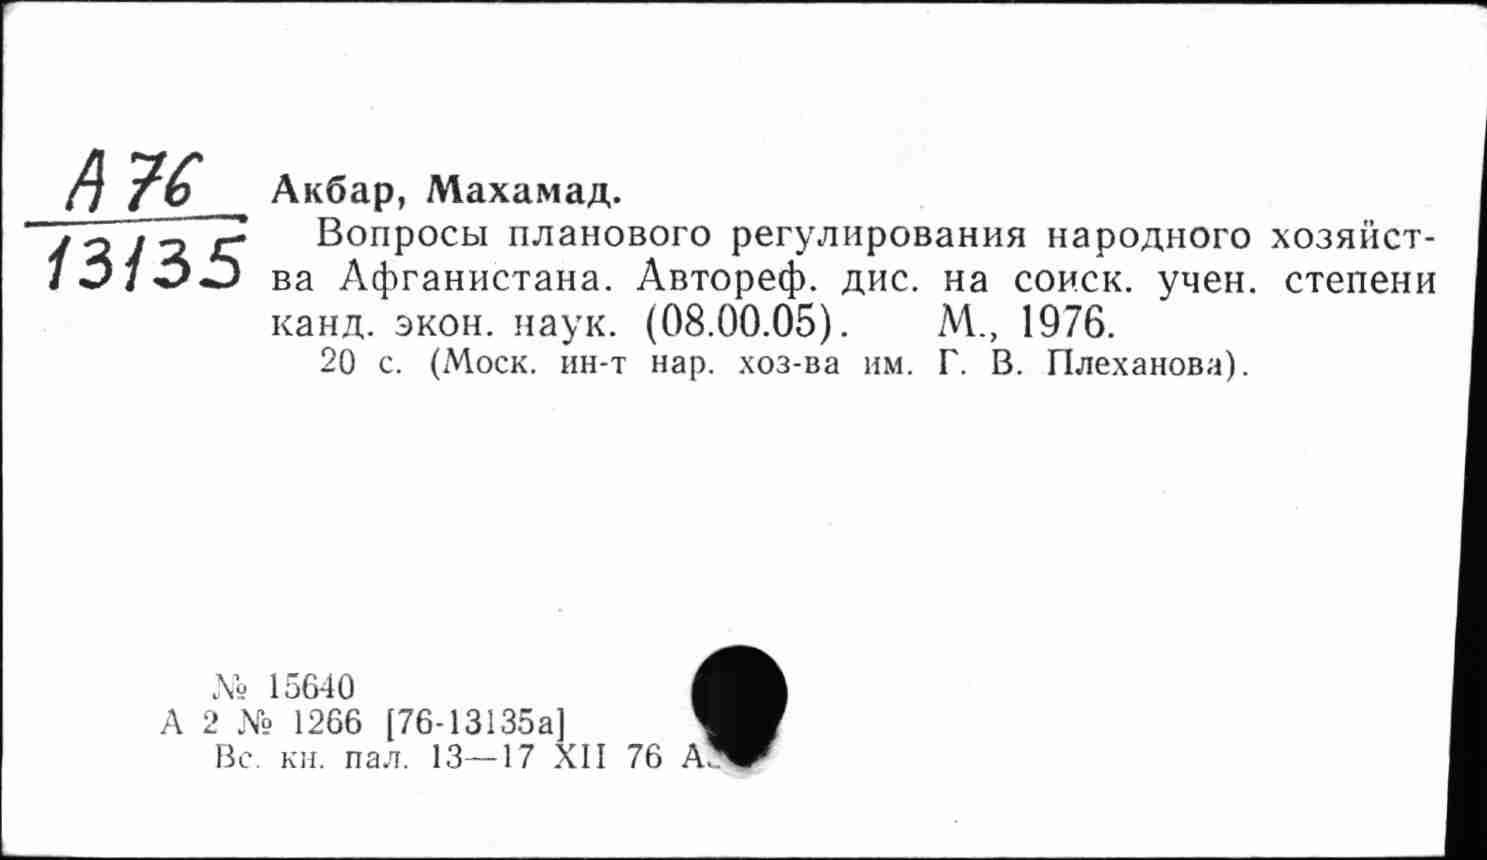 А 76
13135
Акбар, Махамад.
Вопросы планового регулирования народного хозяйст-
ва Афганистана. Автореф. дис. на соиск. учен. степени
канд. экон. наук. (08.00.05). М., 1976.
20 с. (Моск. ин-т нар. хоз-ва им. Г. В. Плеханова).
№ 15640
А 2 № 1266 [76-13135а]
Вс. кн. пал. 13—17 XII 76